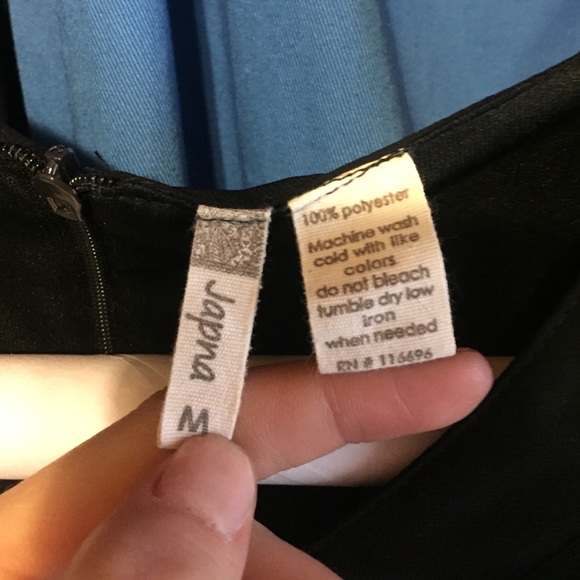 Japna
M
100% polyester
Machine wash
cold with like
colors
do not bleach
tumble dry low
iron
when needed
RN # 116696